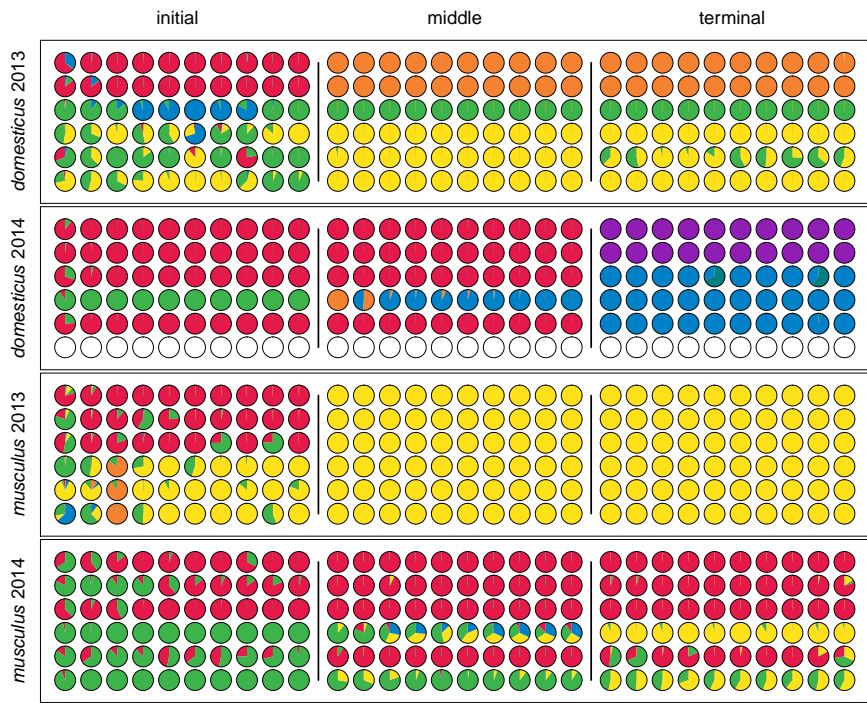 initial middle terminal
domesticus 2013
domesticus 2014
musculus 2013
musculus 2014